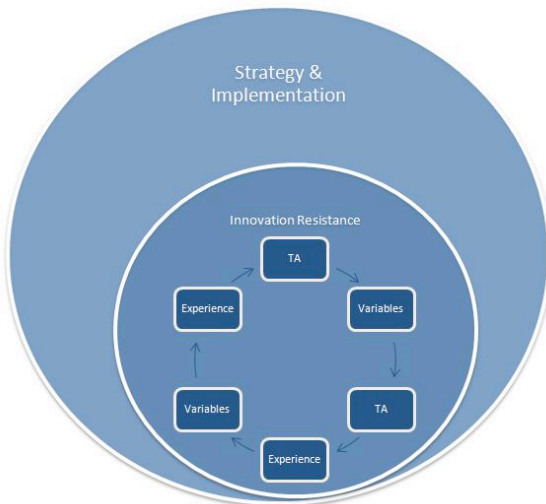 Strategy &
Implementation
Innovation Resistance
TA
Experience
Variables
Variables
TA
Experience